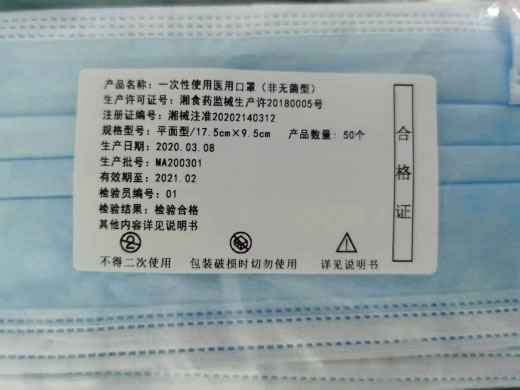 产品名称：一次性使用医用口罩（非无菌型）
生产许可证号：湘食药监械生产许20180005号
注册证编号：湘械注准20202140312
规格型号：平面型/17.5cm×9.5cm 产品数量：50个
生产日期：2020.03.08
生产批号：MA200301
有效期至：2021.02
检验员编号：01
检验结果：检验合格
其他内容详见说明书
合格证
不得二次使用 包装破损时切勿使用 详见说明书